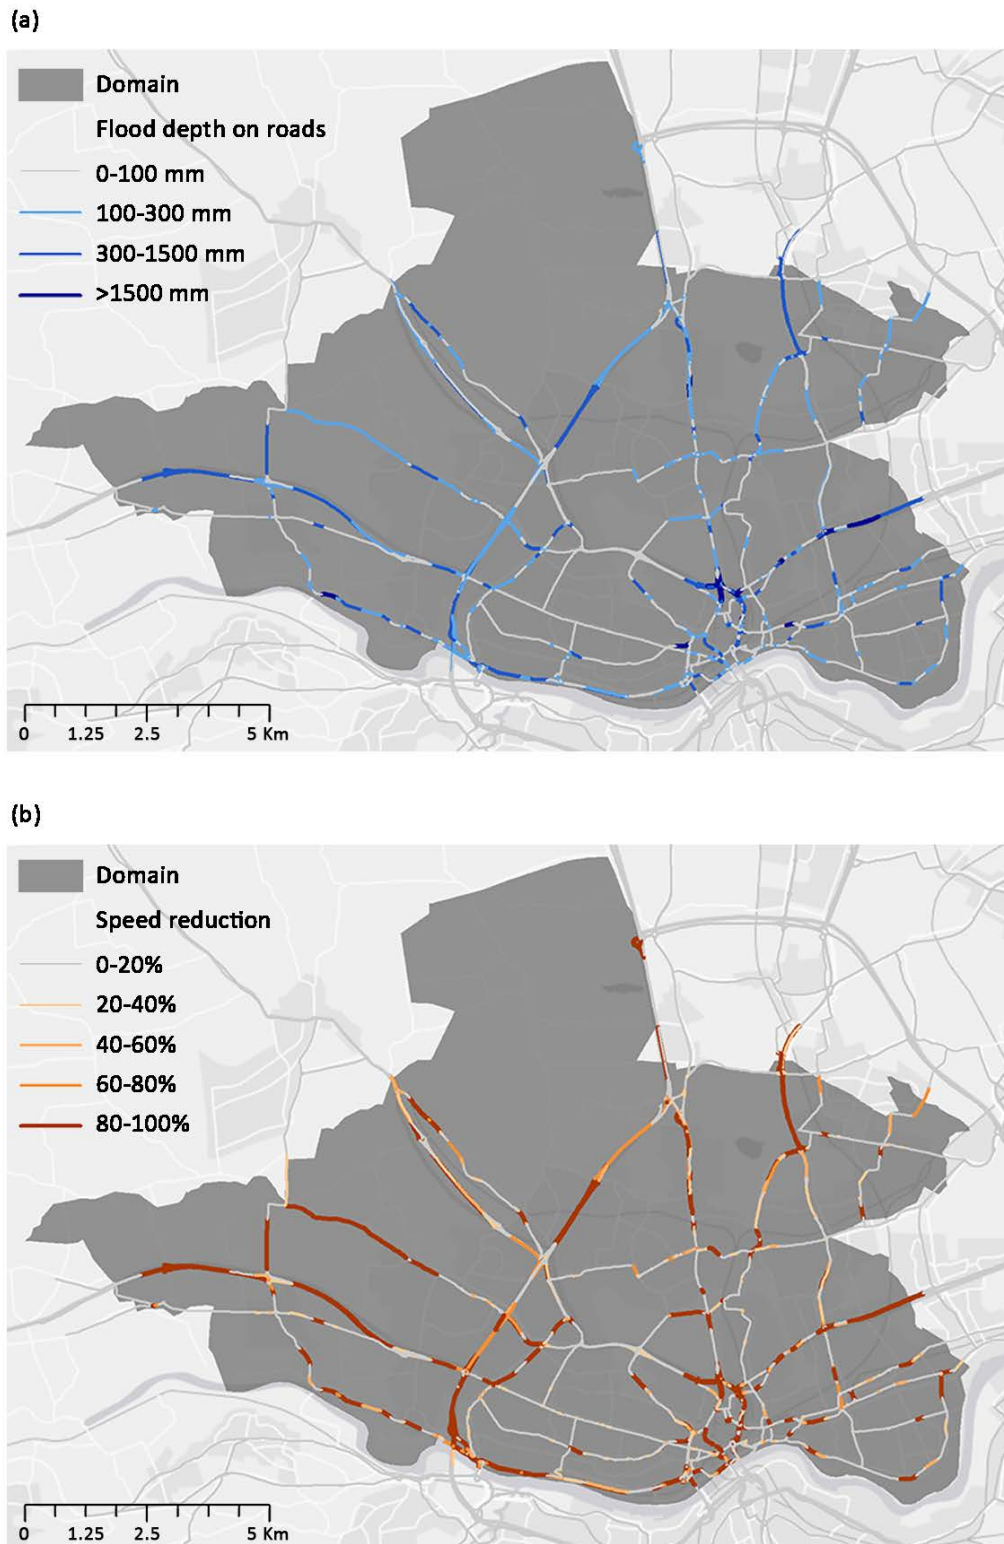 (a)
Domain
Flood depth on roads
0-100 mm
100-300 mm
300-1500 mm
>1500 mm
0 1.25 2.5 5 Km
(b)
Domain
Speed reduction
0-20%
20-40%
40-60%
60-80%
80-100%
0 1.25 2.5 5 Km